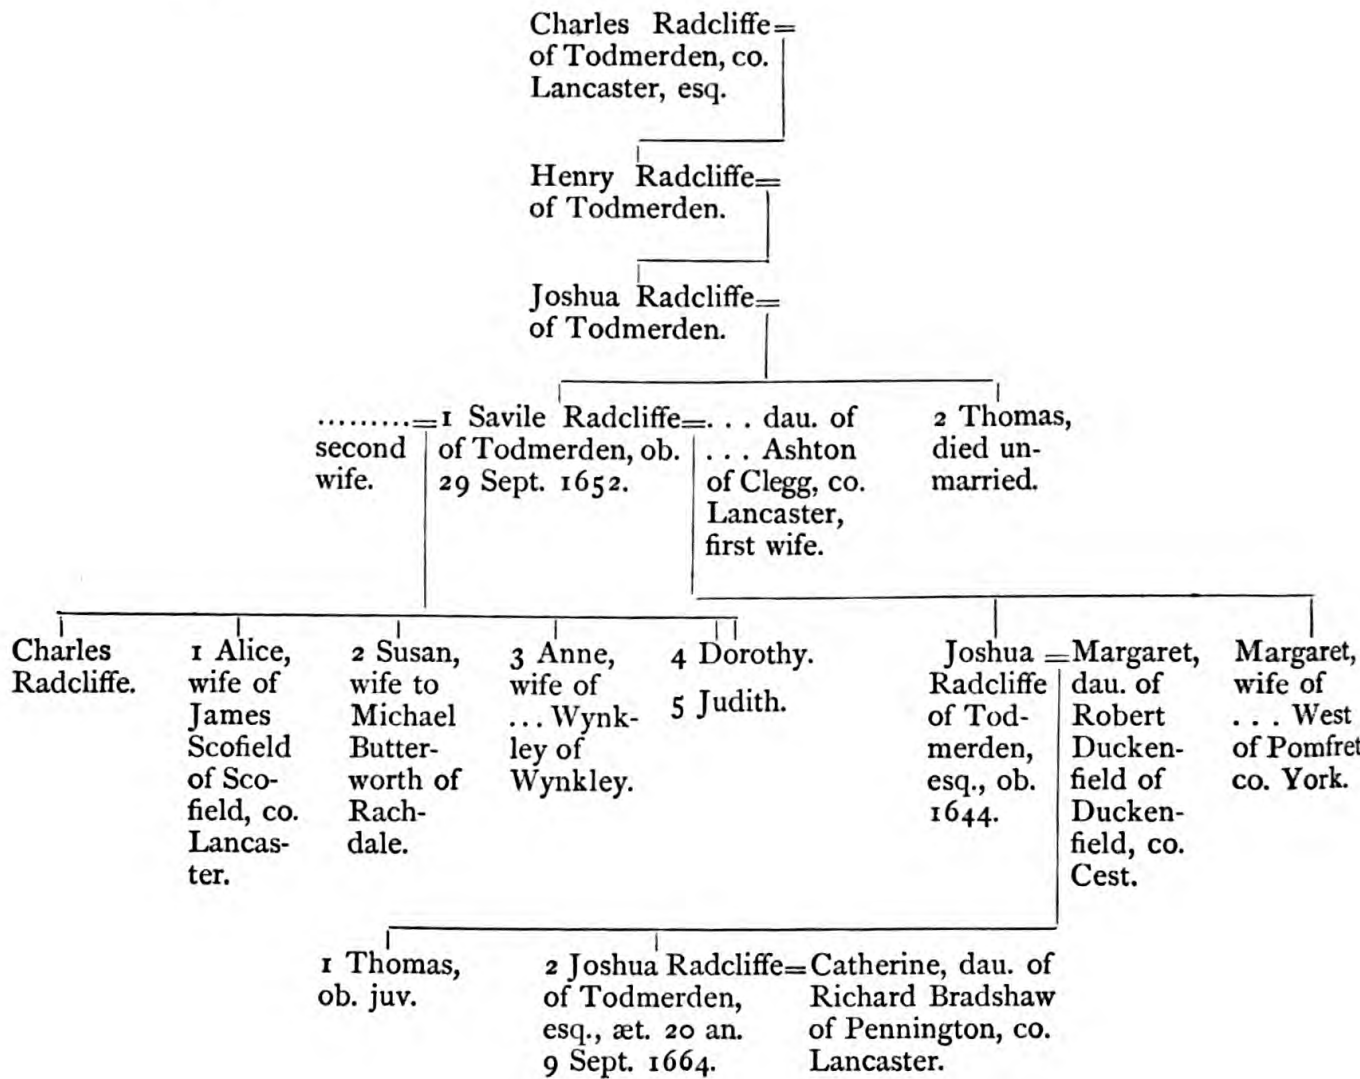 Charles Radcliffe=
of Todmerden, co.
Lancaster, esq.
Henry Radcliffe=
of Todmerden.
Joshua Radcliffe=
of Todmerden.
.........=
second
wife.
1 Savile Radcliffe=
of Todmerden, ob.
29 Sept. 1652.
. . . dau. of
. . . Ashton
of Clegg, co.
Lancaster,
first wife.
2 Thomas,
died un-
married.
Charles
Radcliffe.
1 Alice,
wife of
James
Scofield
of Sco-
field, co.
Lancas-
ter.
2 Susan,
wife to
Michael
Butter-
worth of
Rach-
dale.
3 Anne,
wife of
... Wynk-
ley of
Wynkley.
4 Dorothy.
5 Judith.
Joshua =
Radcliffe
of Tod-
merden,
esq., ob.
1644.
Margaret,
dau. of
Robert
Ducken-
field of
Ducken-
field, co.
Cest.
Margaret,
wife of
. . . West
of Pomfret
co. York.
1 Thomas,
ob. juv.
2 Joshua Radcliffe=
of Todmerden,
esq., æt. 20 an.
9 Sept. 1664.
Catherine, dau. of
Richard Bradshaw
of Pennington, co.
Lancaster.